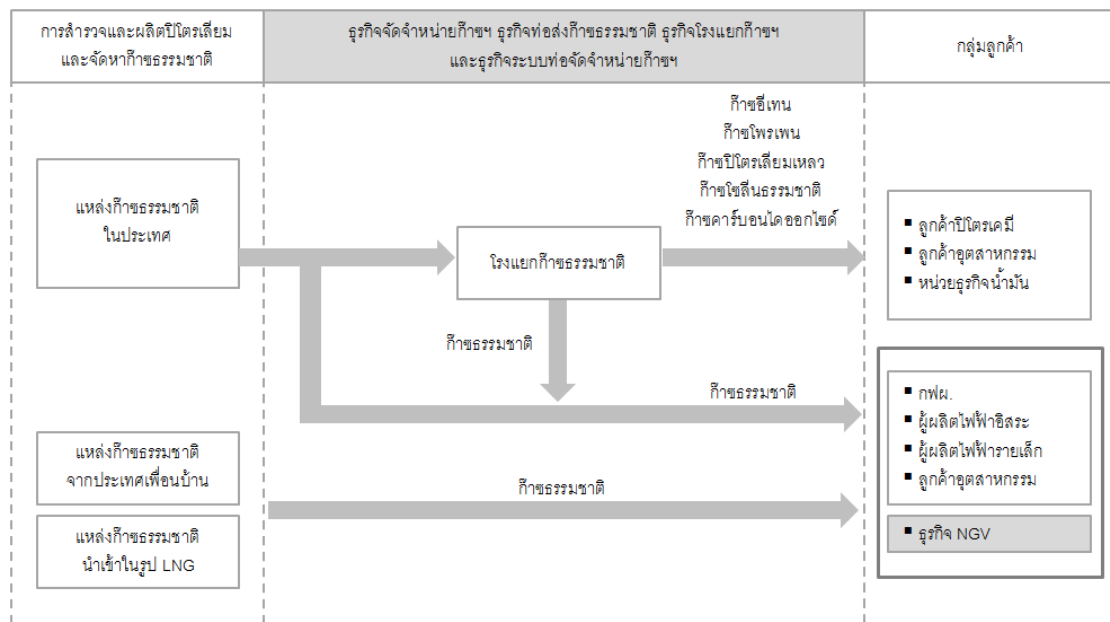 การสำรวจและผลิตปิโตรเลียม
และจัดหาก๊าซธรรมชาติ
ธุรกิจจัดจำหน่ายก๊าซฯ ธุรกิจท่อส่งก๊าซธรรมชาติ ธุรกิจโรงแยกก๊าซฯ
และธุรกิจระบบท่อจัดจำหน่ายก๊าซฯ
กลุ่มลูกค้า
ก๊าซอีเทน
ก๊าซโพรเพน
ก๊าซปิโตรเลียมเหลว
ก๊าซโซลีนธรรมชาติ
ก๊าซคาร์บอนไดออกไซด์
แหล่งก๊าซธรรมชาติ
ในประเทศ
โรงแยกก๊าซธรรมชาติ
▪ ลูกค้าปิโตรเคมี
▪ ลูกค้าอุตสาหกรรม
▪ หน่วยธุรกิจน้ำมัน
ก๊าซธรรมชาติ
ก๊าซธรรมชาติ
▪ กฟผ.
▪ ผู้ผลิตไฟฟ้าอิสระ
▪ ผู้ผลิตไฟฟ้ารายเล็ก
▪ ลูกค้าอุตสาหกรรม
แหล่งก๊าซธรรมชาติ
จากประเทศเพื่อนบ้าน
ก๊าซธรรมชาติ
แหล่งก๊าซธรรมชาติ
นำเข้าในรูป LNG
▪ ธุรกิจ NGV